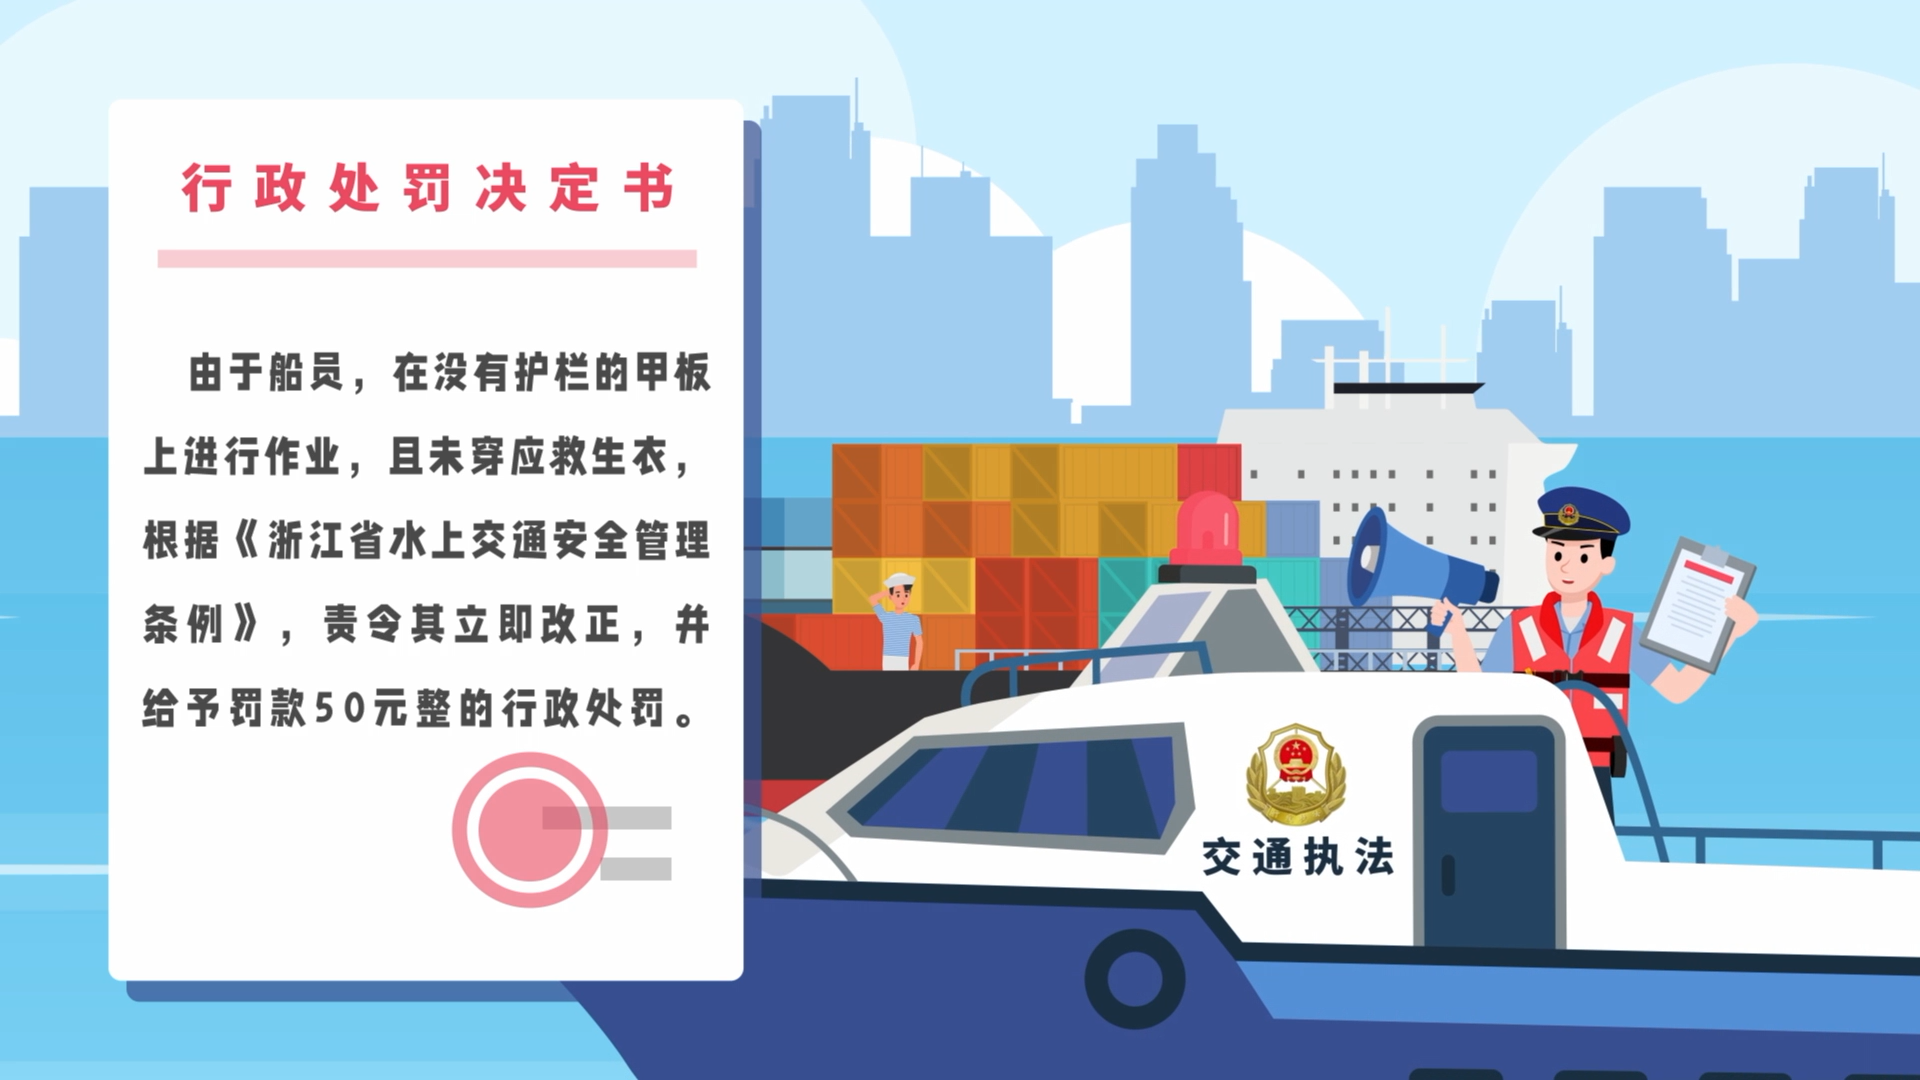 行政处罚决定书
由于船员，在没有护栏的甲板
上进行作业，且未穿应救生衣，
根据《浙江省水上交通安全管理
条例》，责令其立即改正，并
给予罚款50元整的行政处罚。
交通执法